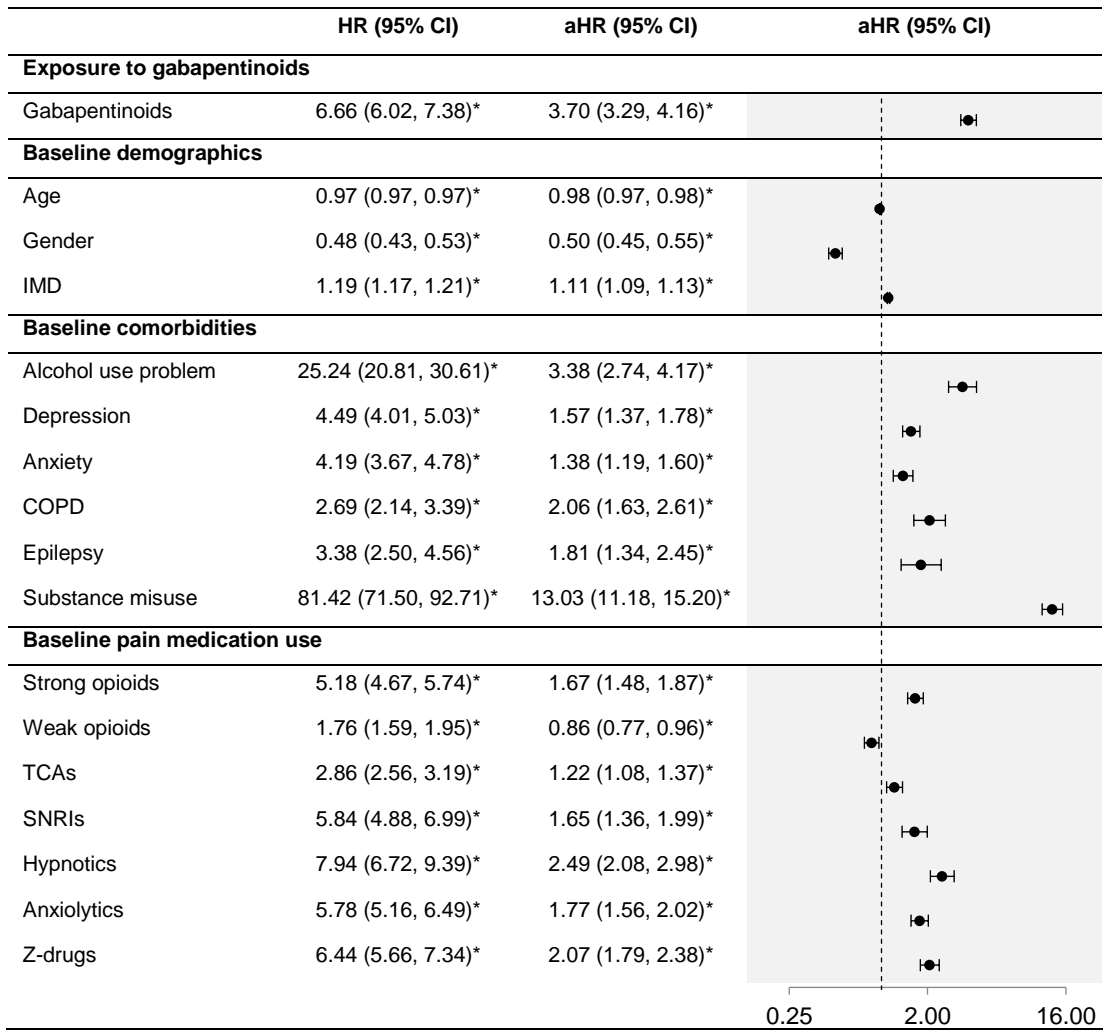 HR (95% CI) aHR (95% CI) aHR (95% CI)
Exposure to gabapentinoids
Gabapentinoids 6.66 (6.02, 7.38)* 3.70 (3.29, 4.16)*
Baseline demographics
Age 0.97 (0.97, 0.97)* 0.98 (0.97, 0.98)*
Gender 0.48 (0.43, 0.53)* 0.50 (0.45, 0.55)*
IMD 1.19 (1.17, 1.21)* 1.11 (1.09, 1.13)*
Baseline comorbidities
Alcohol use problem 25.24 (20.81, 30.61)* 3.38 (2.74, 4.17)*
Depression 4.49 (4.01, 5.03)* 1.57 (1.37, 1.78)*
Anxiety 4.19 (3.67, 4.78)* 1.38 (1.19, 1.60)*
COPD 2.69 (2.14, 3.39)* 2.06 (1.63, 2.61)*
Epilepsy 3.38 (2.50, 4.56)* 1.81 (1.34, 2.45)*
Substance misuse 81.42 (71.50, 92.71)* 13.03 (11.18, 15.20)*
Baseline pain medication use
Strong opioids 5.18 (4.67, 5.74)* 1.67 (1.48, 1.87)*
Weak opioids 1.76 (1.59, 1.95)* 0.86 (0.77, 0.96)*
TCAs 2.86 (2.56, 3.19)* 1.22 (1.08, 1.37)*
SNRIs 5.84 (4.88, 6.99)* 1.65 (1.36, 1.99)*
Hypnotics 7.94 (6.72, 9.39)* 2.49 (2.08, 2.98)*
Anxiolytics 5.78 (5.16, 6.49)* 1.77 (1.56, 2.02)*
Z-drugs 6.44 (5.66, 7.34)* 2.07 (1.79, 2.38)*
0.25 2.00 16.00